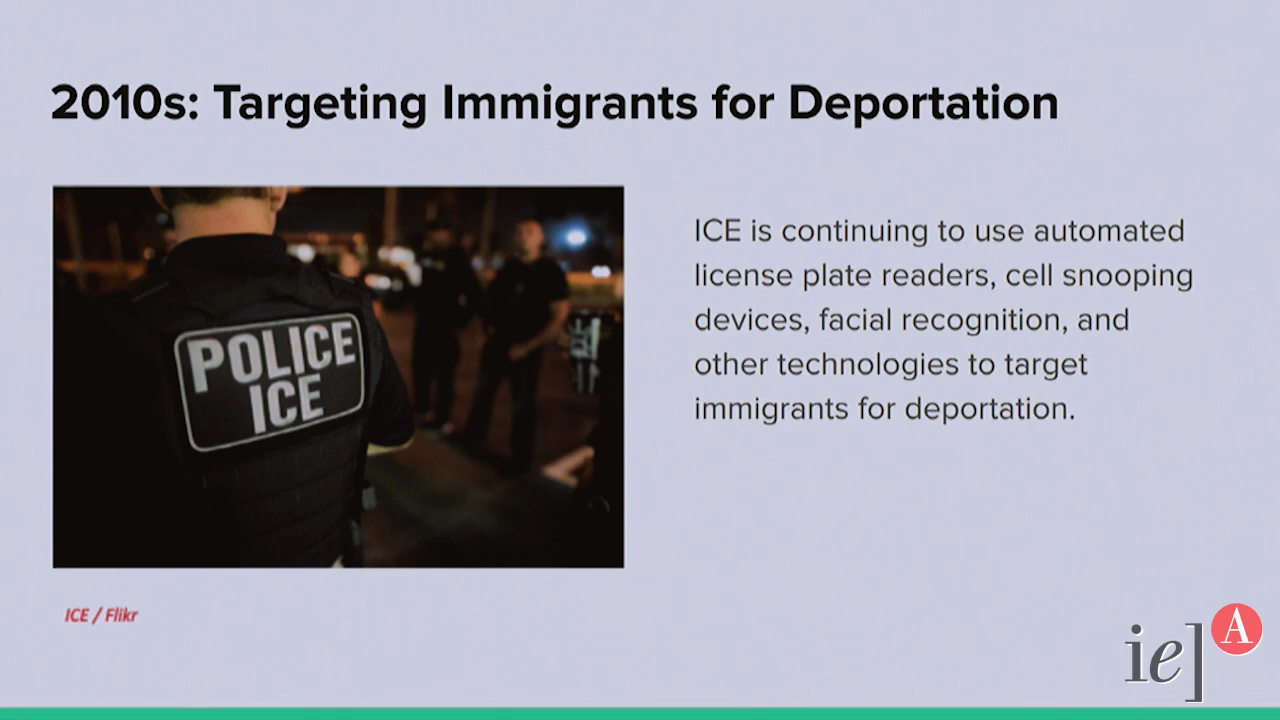 2010s: Targeting Immigrants for Deportation
POLICE
ICE
ICE is continuing to use automated
license plate readers, cell snooping
devices, facial recognition, and
other technologies to target
immigrants for deportation.
ICE / Flikr
ie]
A